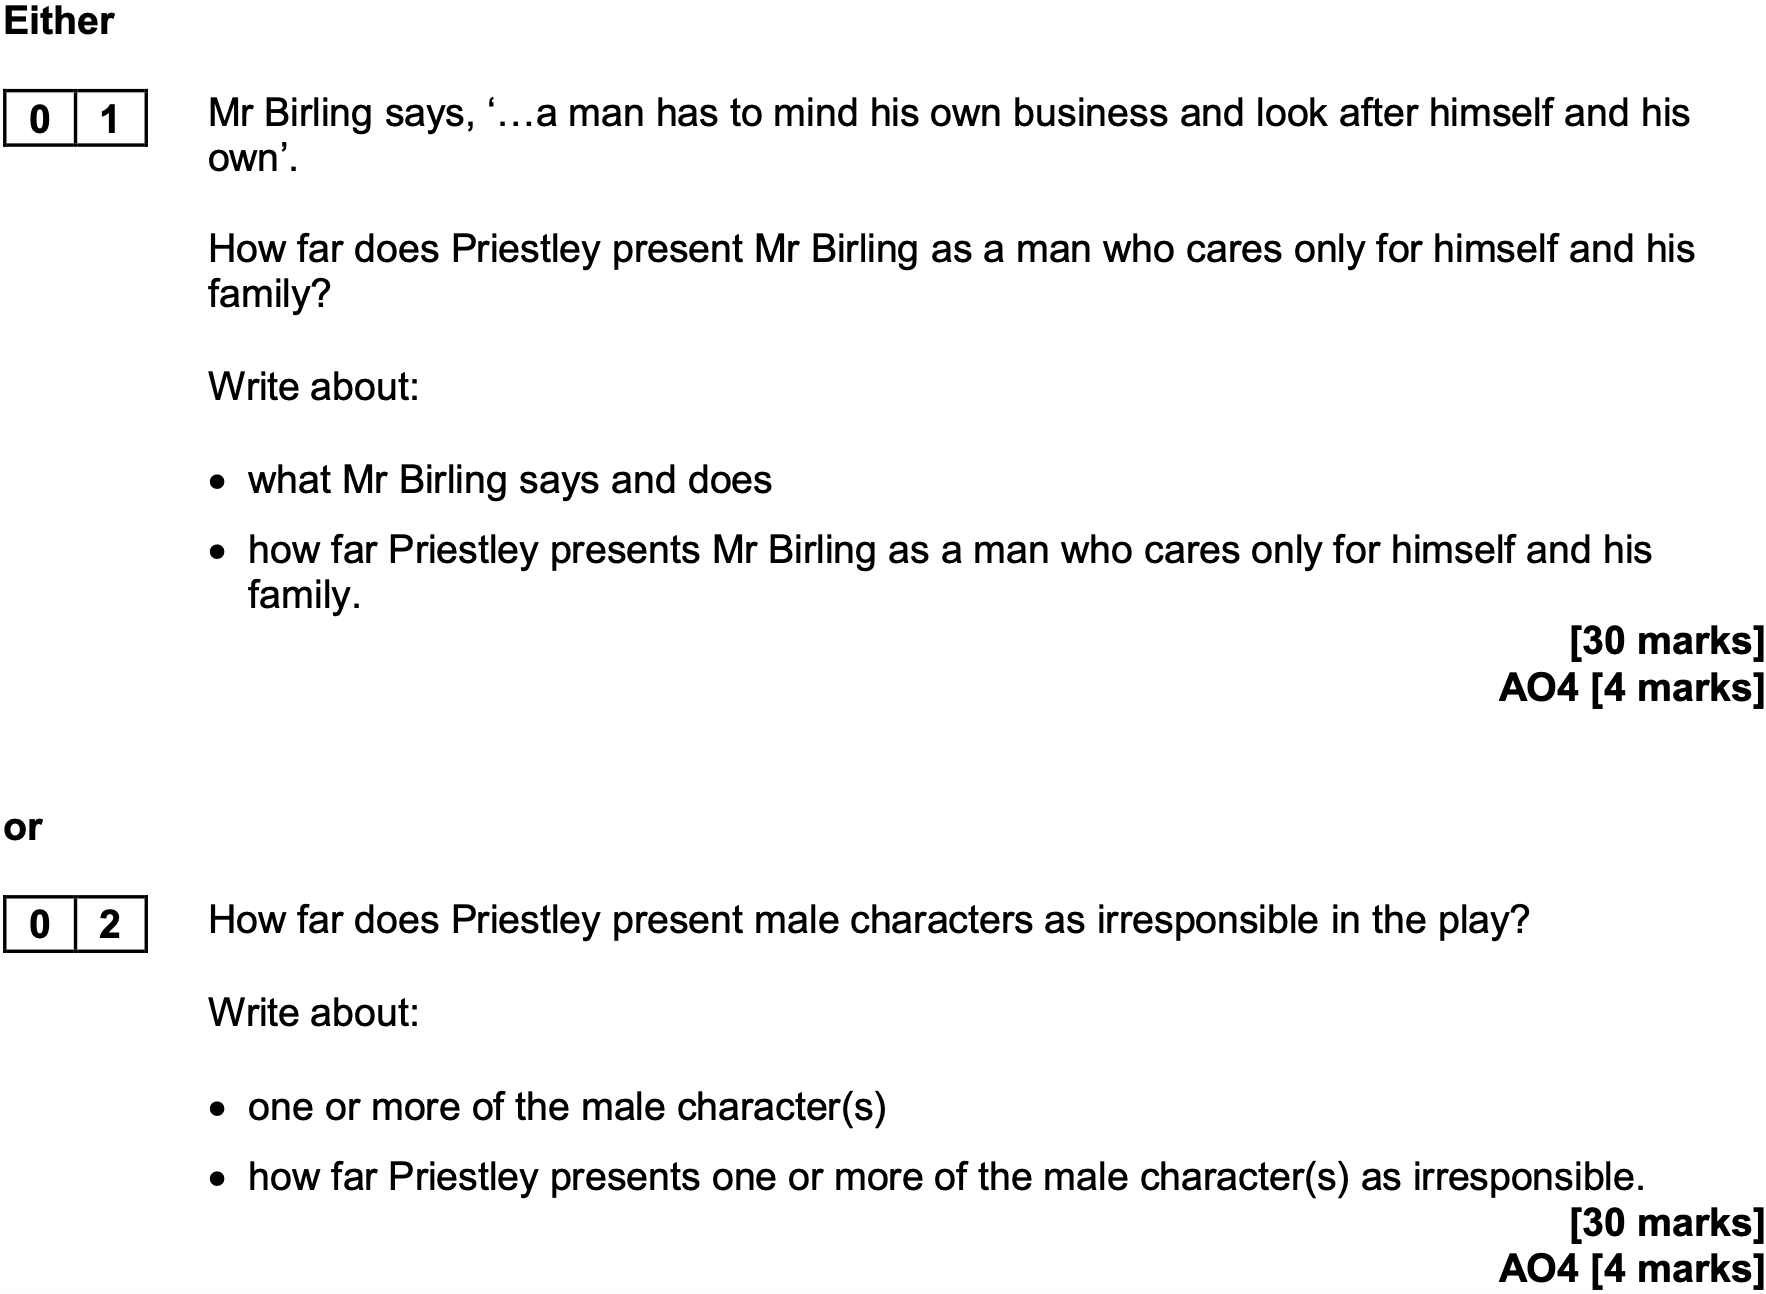 Either
0 1
Mr Birling says, ‘…a man has to mind his own business and look after himself and his
own’.
How far does Priestley present Mr Birling as a man who cares only for himself and his
family?
Write about:
• what Mr Birling says and does
• how far Priestley presents Mr Birling as a man who cares only for himself and his
family.
[30 marks]
AO4 [4 marks]
or
0 2
How far does Priestley present male characters as irresponsible in the play?
Write about:
• one or more of the male character(s)
• how far Priestley presents one or more of the male character(s) as irresponsible.
[30 marks]
AO4 [4 marks]